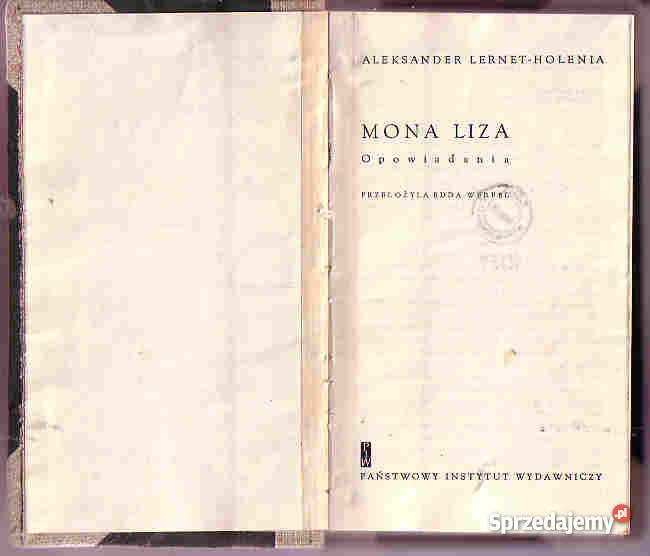 ALEKSANDER LERNET-HOLENIA
MONA LIZA
Opowiadania
PRZEŁOŻYŁA EDDA WERFEL
PIW
PAŃSTWOWY INSTYTUT WYDAWNICZY
Sprzedajemy.pl